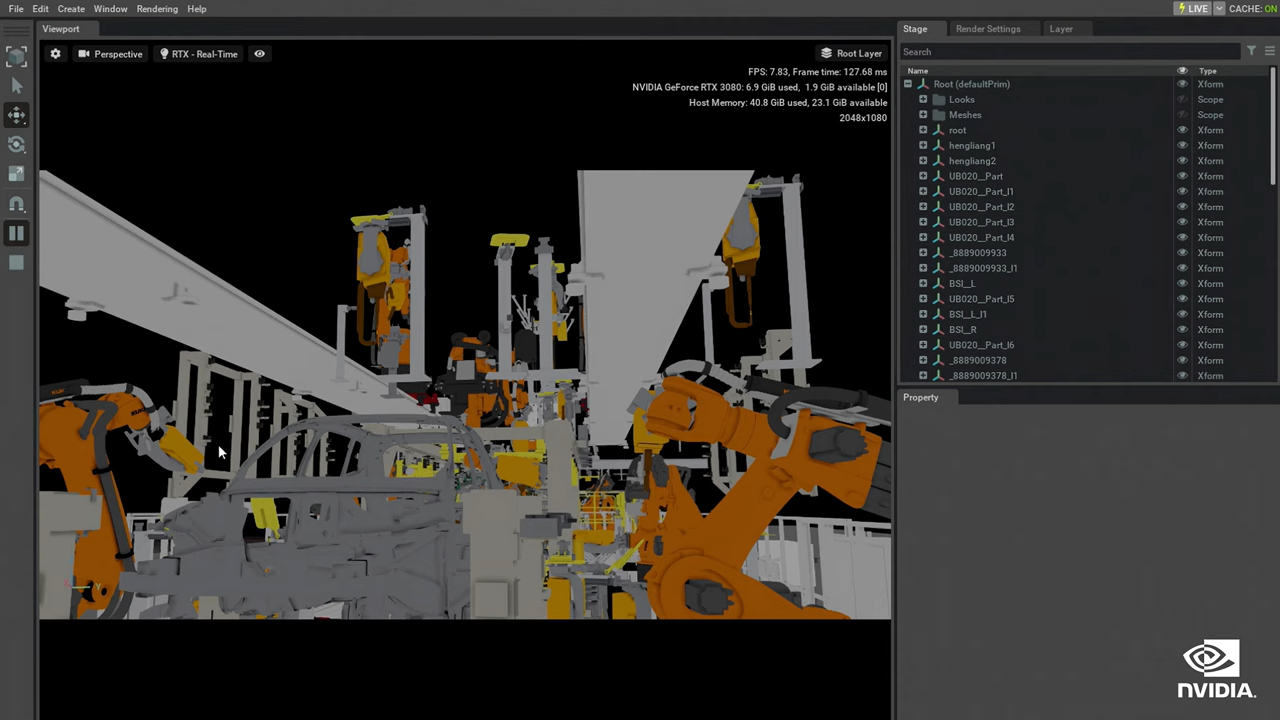 File Edit Create Window Rendering Help
LIVE CACHE: ON
Viewport
Stage Render Settings Layer
Perspective RTX - Real-Time Root Layer
Search
FPS: 7.83, Frame time: 127.68 ms
NVIDIA GeForce RTX 3080: 6.9 GiB used, 1.9 GiB available [0]
Host Memory: 40.8 GiB used, 23.1 GiB available
2048x1080
Name Type
Root (defaultPrim) Xform
Looks Scope
Meshes Scope
root Xform
hengliang1 Xform
hengliang2 Xform
UB020__Part Xform
UB020__Part_I1 Xform
UB020__Part_I2 Xform
UB020__Part_I3 Xform
UB020__Part_I4 Xform
_8889009933 Xform
_8889009933_I1 Xform
BSI__L Xform
UB020__Part_I5 Xform
BSI__L_I1 Xform
BSI__R Xform
UB020__Part_I6 Xform
_8889009378 Xform
_8889009378_I1 Xform
Property
NVIDIA.